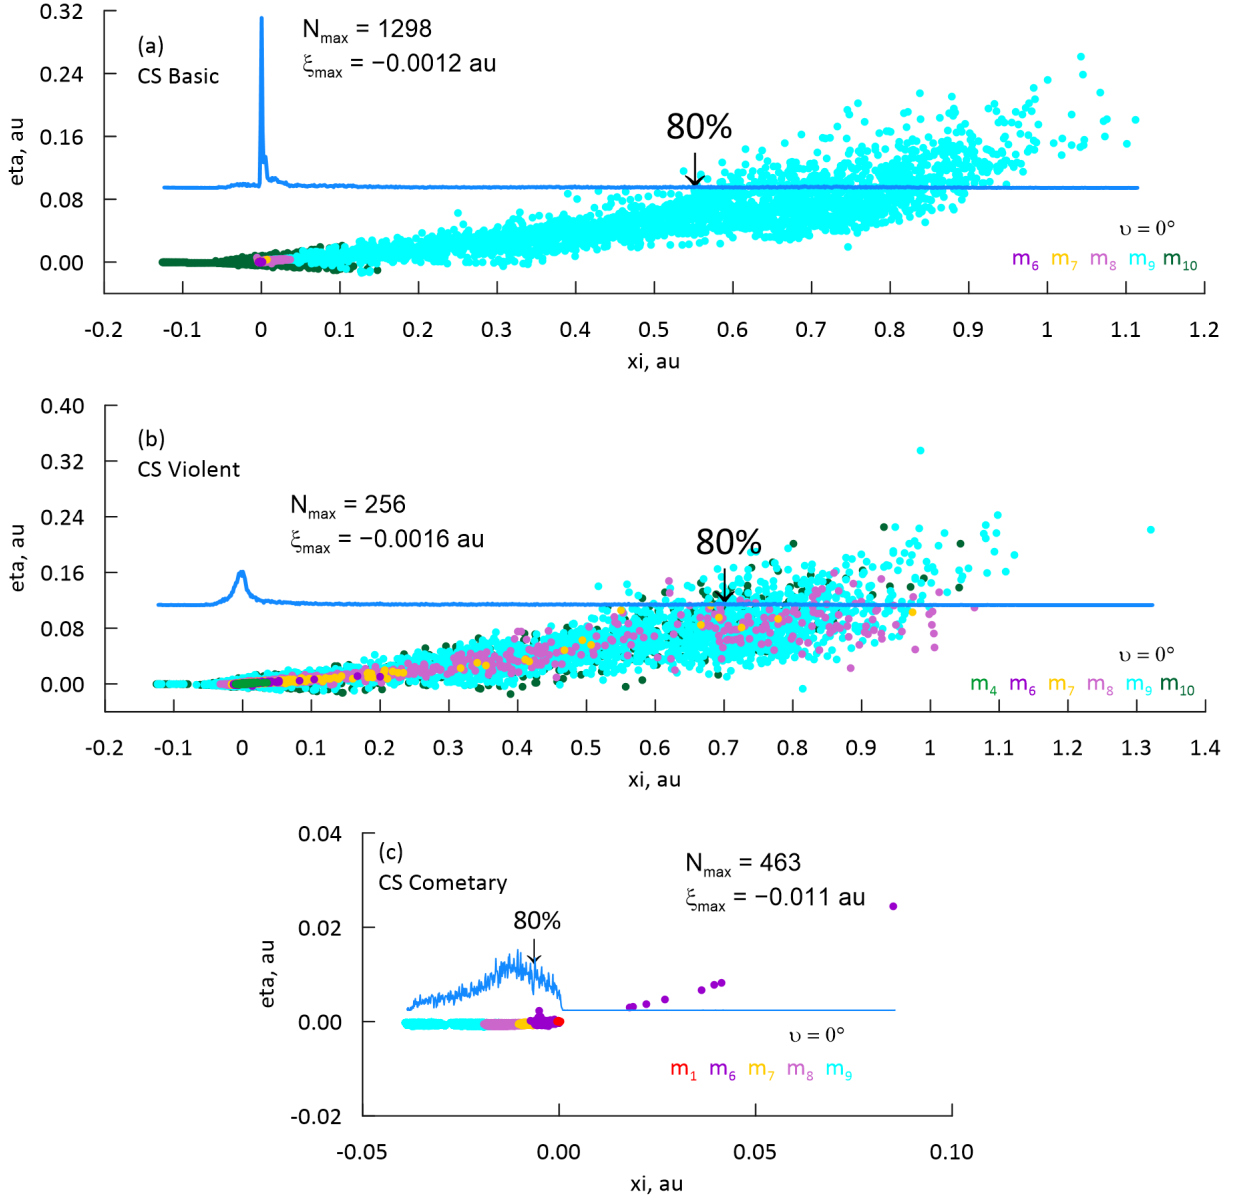 0.32
0.24
0.16
0.08
0.00
eta, au
(a)
CS Basic
Nmax = 1298
ξmax = −0.0012 au
80%
υ = 0°
m6 m7 m8 m9 m10
-0.2 -0.1 0 0.1 0.2 0.3 0.4 0.5 0.6 0.7 0.8 0.9 1 1.1 1.2
xi, au
0.40
0.32
0.24
0.16
0.08
0.00
eta, au
(b)
CS Violent
Nmax = 256
ξmax = −0.0016 au
80%
υ = 0°
m4 m6 m7 m8 m9 m10
-0.2 -0.1 0 0.1 0.2 0.3 0.4 0.5 0.6 0.7 0.8 0.9 1 1.1 1.2 1.3 1.4
xi, au
0.04
0.02
0.00
-0.02
eta, au
(c)
CS Cometary
Nmax = 463
ξmax = −0.011 au
80%
υ = 0°
m1 m6 m7 m8 m9
-0.05 0.00 0.05 0.10
xi, au